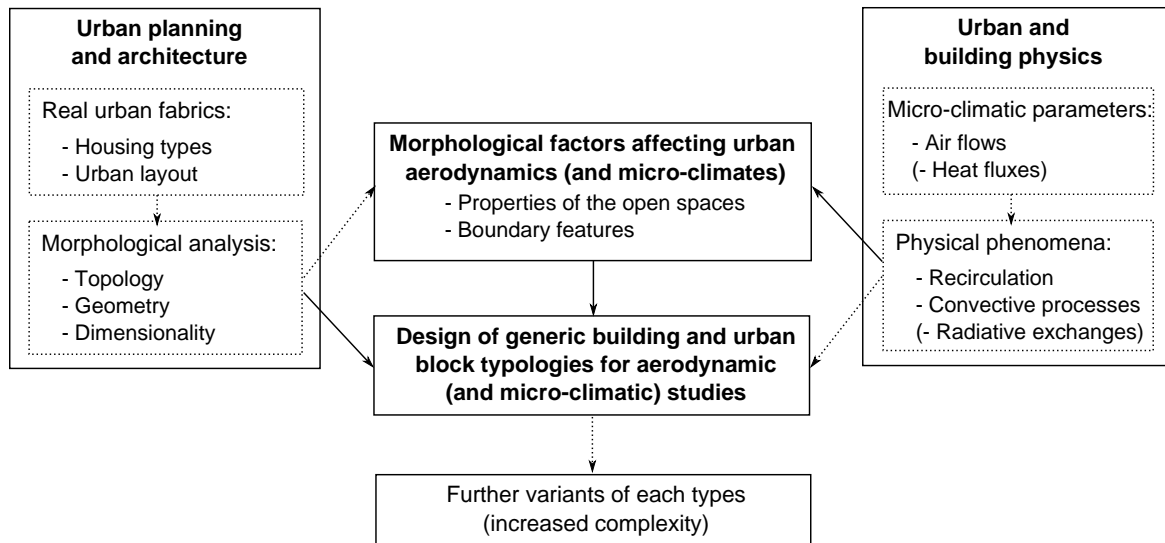 Urban planning
and architecture
Real urban fabrics:
- Housing types
- Urban layout
Morphological analysis:
- Topology
- Geometry
- Dimensionality
Morphological factors affecting urban
aerodynamics (and micro-climates)
- Properties of the open spaces
- Boundary features
Design of generic building and urban
block typologies for aerodynamic
(and micro-climatic) studies
Further variants of each types
(increased complexity)
Urban and
building physics
Micro-climatic parameters:
- Air flows
(- Heat fluxes)
Physical phenomena:
- Recirculation
- Convective processes
(- Radiative exchanges)